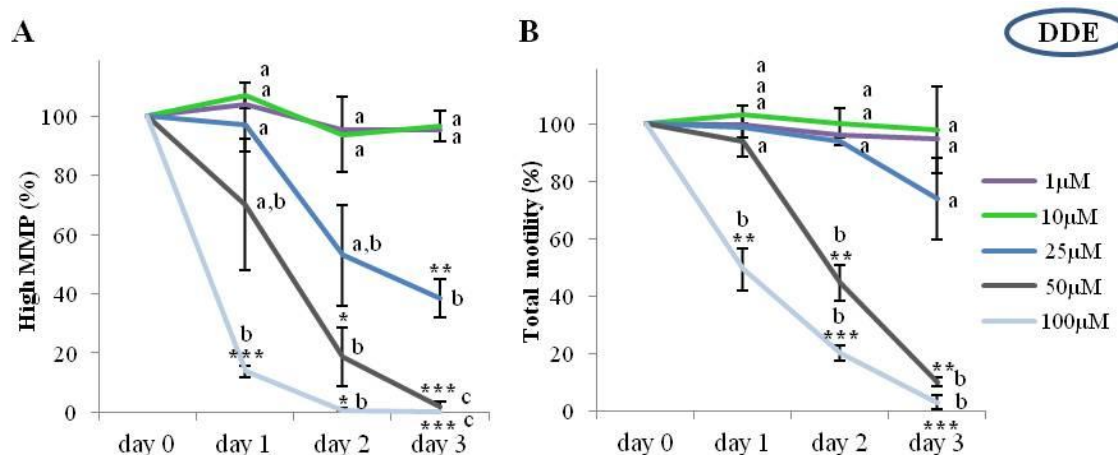 A
B
DDE
High MMP (%)
100
80
60
40
20
0
a
a
a
a,b
b
***
a
a
a,b
*
b
* b
a
a
**
b
***
c
*** c
day 0 day 1 day 2 day 3
Total motility (%)
100
80
60
40
20
0
a
a
a
a
b
**
a
a
a
b
**
b
***
a
a
a
**
b
b
***
day 0 day 1 day 2 day 3
1μM
10μM
25μM
50μM
100μM